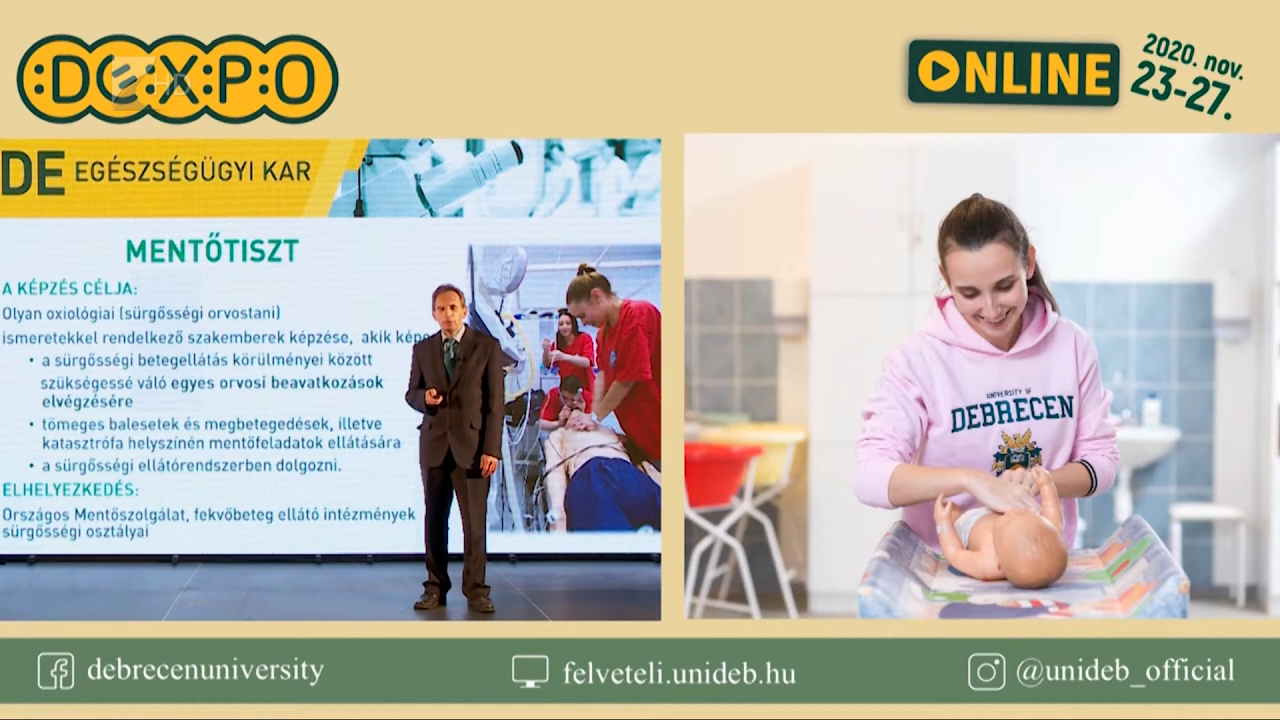 :D:E:X:P:O
HD
ONLINE
2020. nov.
23-27.
DE EGÉSZSÉGÜGYI KAR
MENTŐTISZT
A KÉPZÉS CÉLJA:
Olyan oxiológiai (sürgősségi orvostani)
ismeretekkel rendelkező szakemberek képzése, akik képe
• a sürgősségi betegellátás körülményei között
szükségessé váló egyes orvosi beavatkozások
elvégzésére
• tömeges balesetek és megbetegedések, illetve
katasztrófa helyszínén mentőfeladatok ellátására
• a sürgősségi ellátórendszerben dolgozni.
ELHELYEZKEDÉS:
Országos Mentőszolgálat, fekvőbeteg ellátó intézmények
sürgősségi osztályai
UNIVERSITY OF
DEBRECEN
debrecenuniversity
felveteli.unideb.hu
@unideb_official